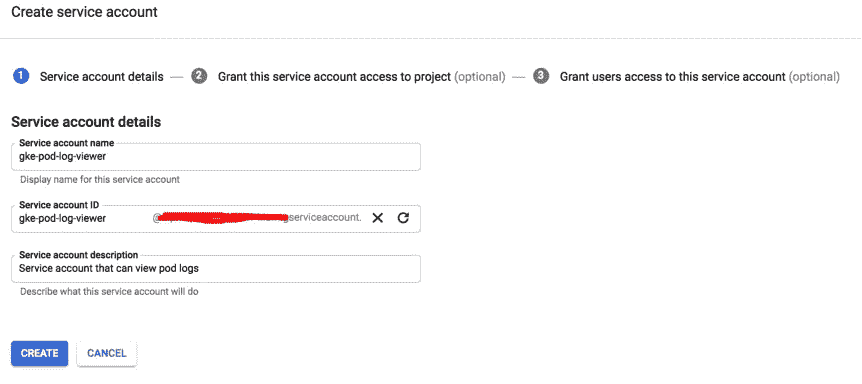 Create service account
1 Service account details — 2 Grant this service account access to project (optional) — 3 Grant users access to this service account (optional)
Service account details
Service account name
gke-pod-log-viewer
Display name for this service account
Service account ID
gke-pod-log-viewer @ serviceaccount.
Service account description
Service account that can view pod logs
Describe what this service account will do
CREATE CANCEL